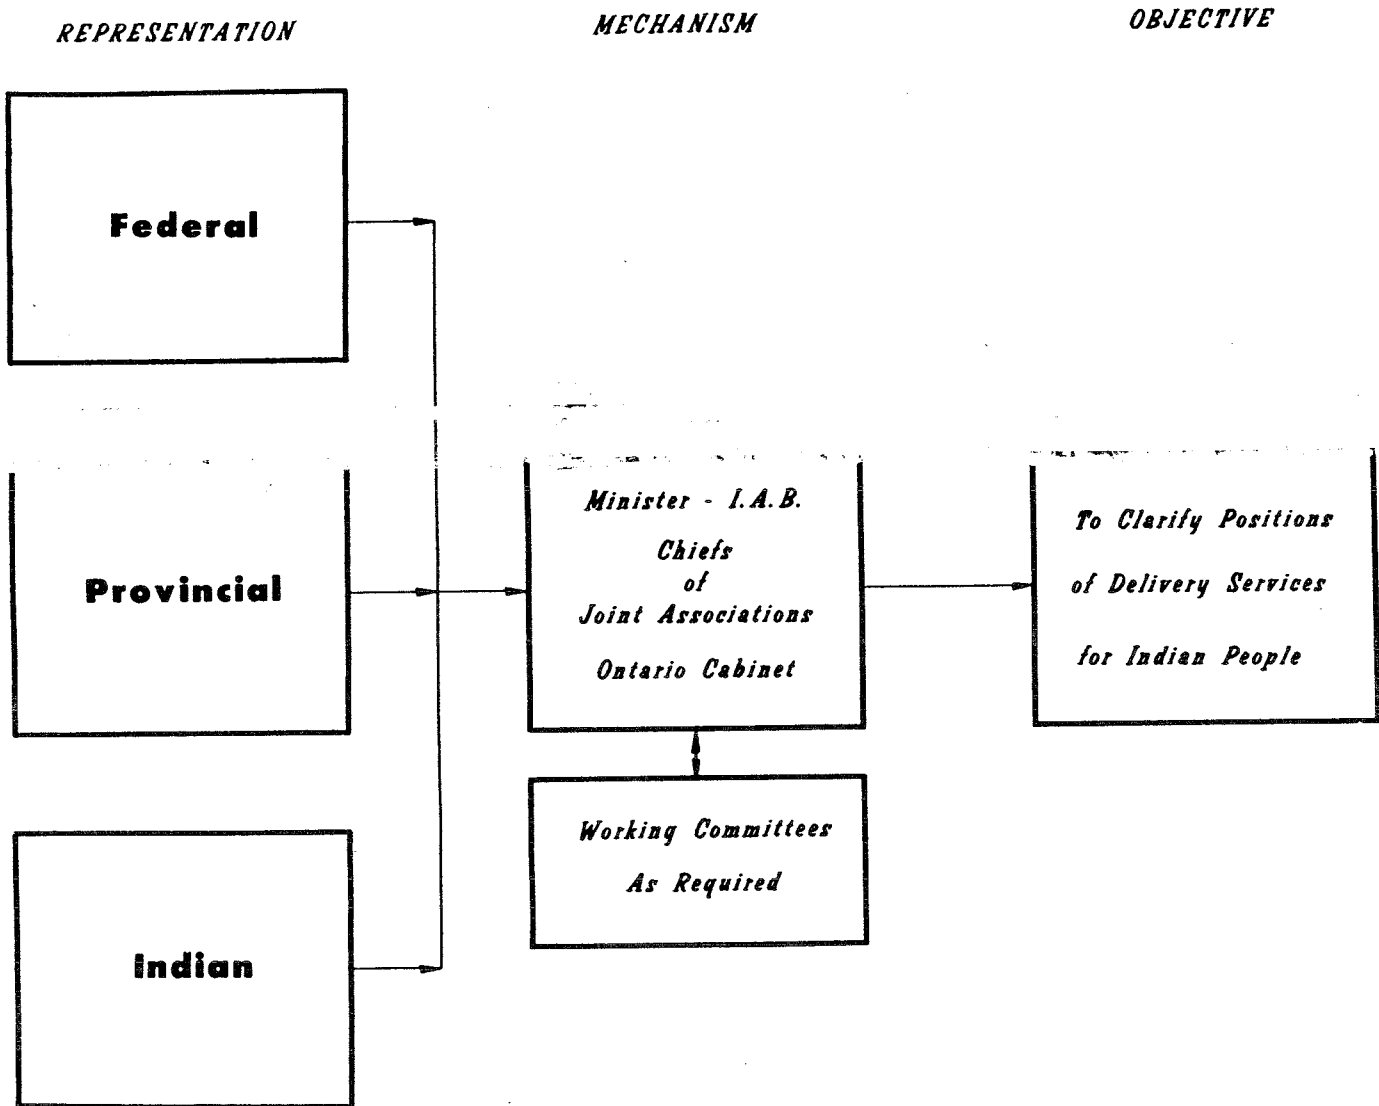 REPRESENTATION
MECHANISM
OBJECTIVE
Federal
Provincial
Indian
Minister - I.A.B.
Chiefs
of
Joint Associations
Ontario Cabinet
Working Committees
As Required
To Clarify Positions
of Delivery Services
for Indian People